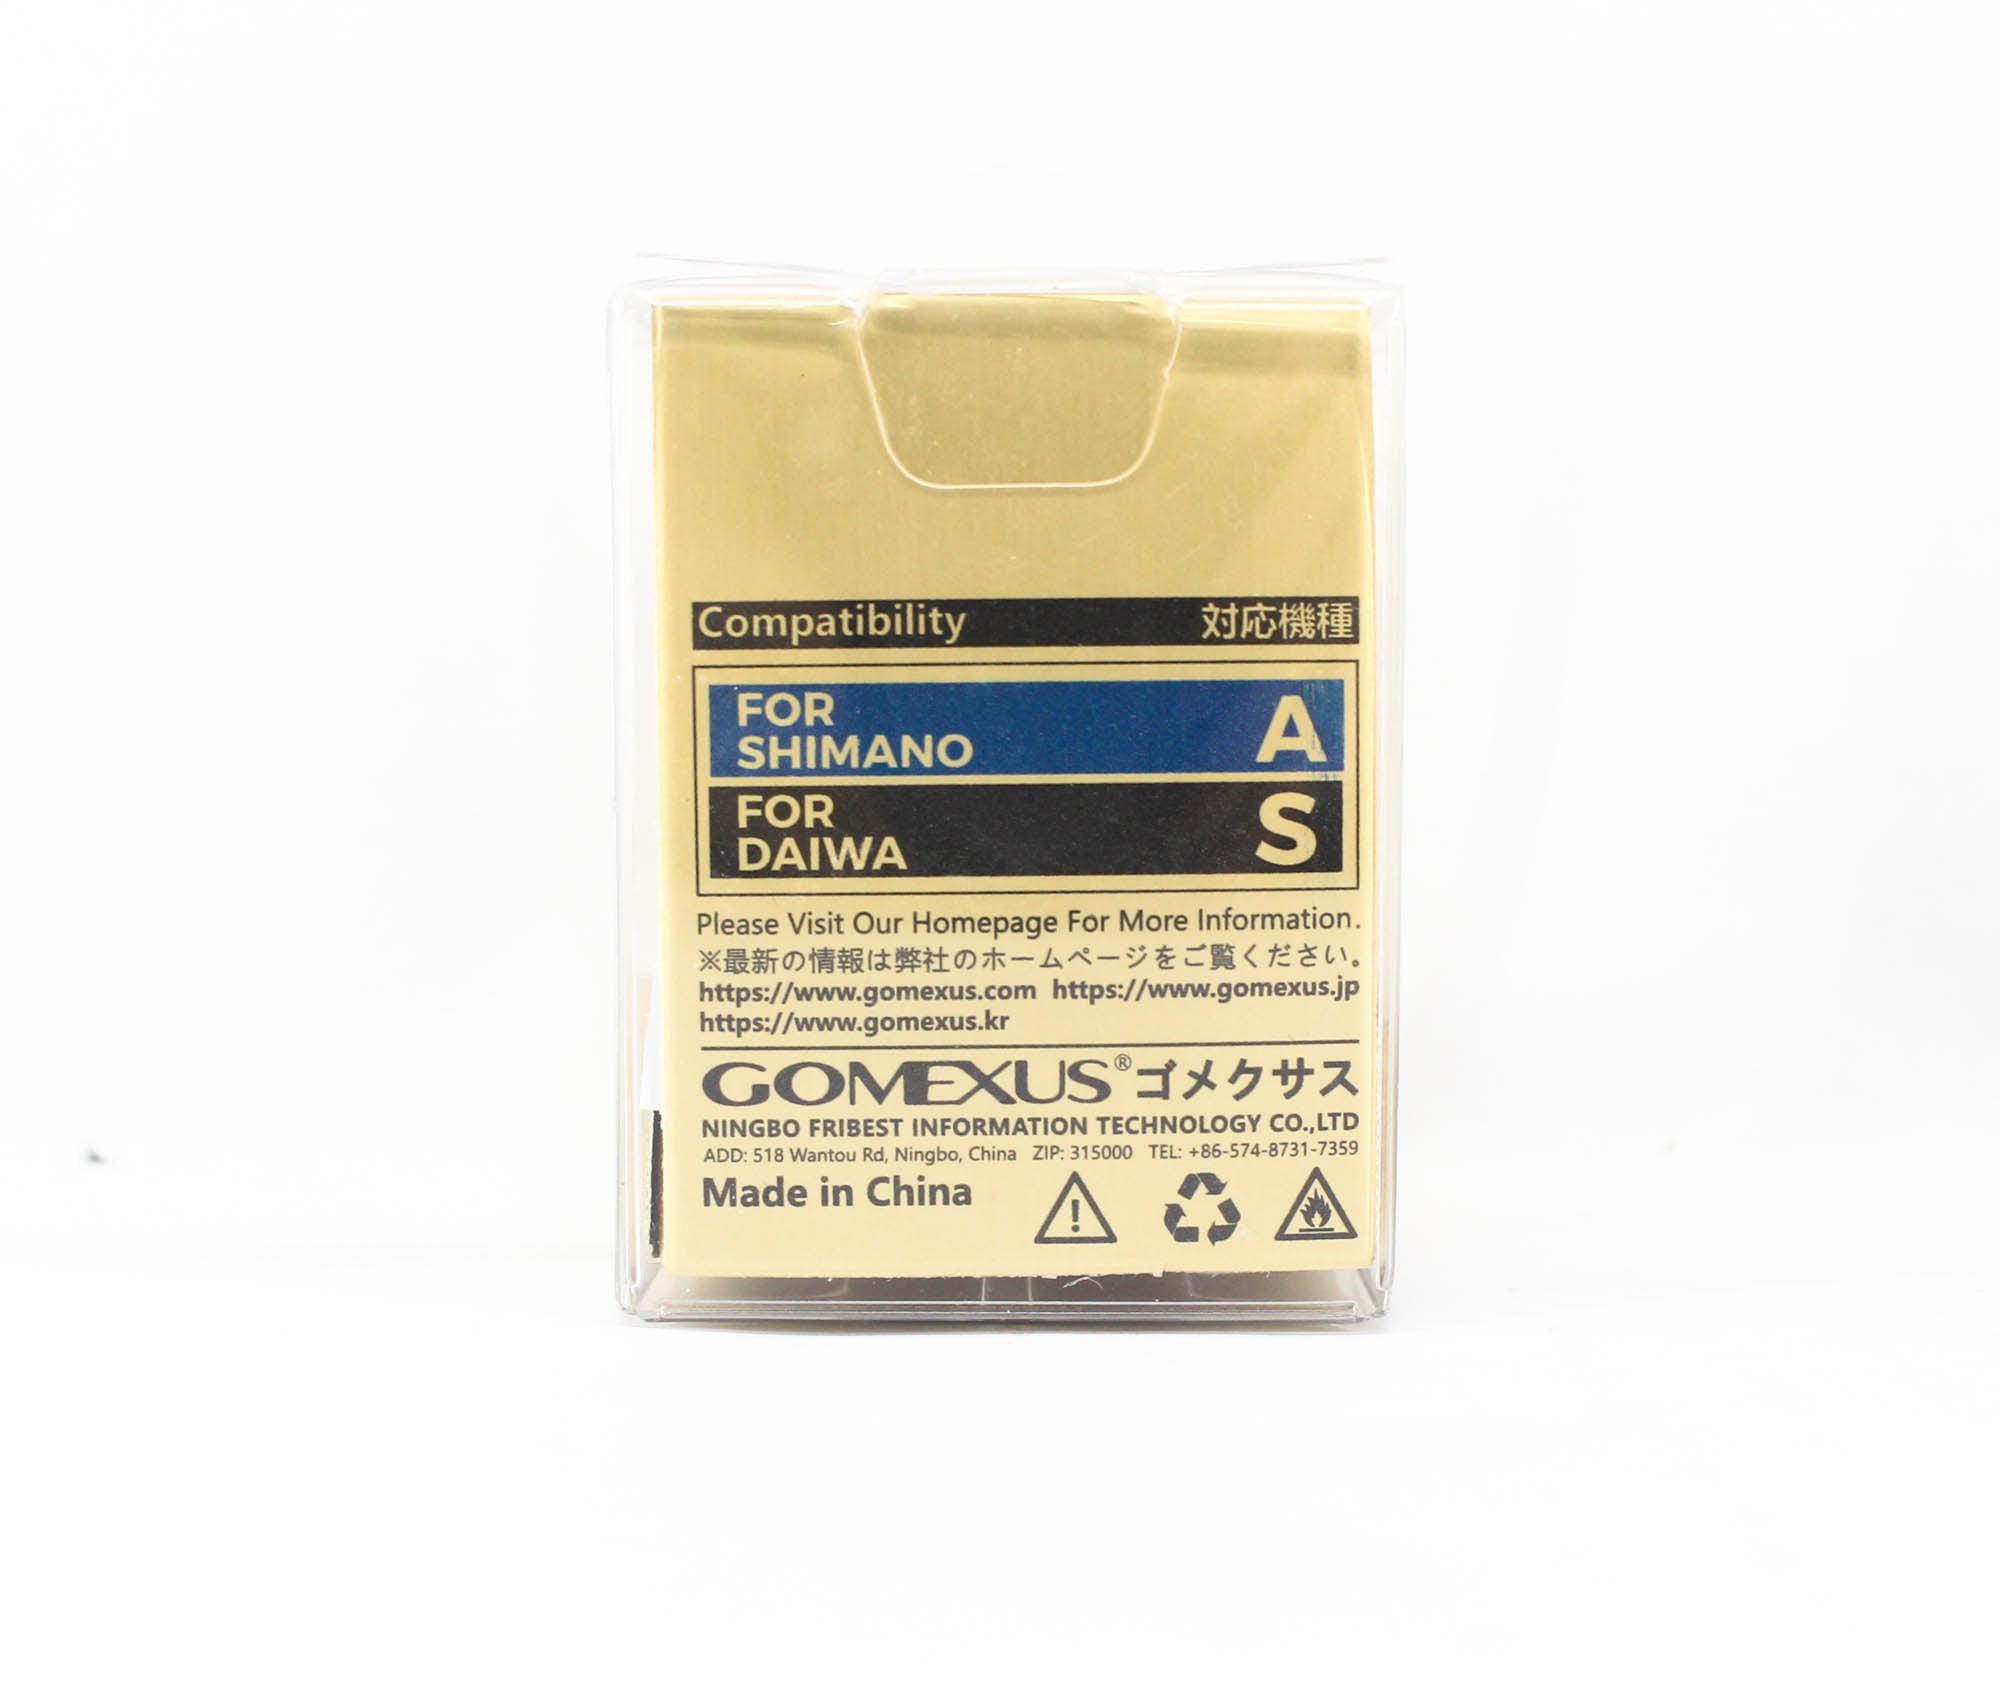 Compatibility 対応機種
FOR
SHIMANO A
FOR
DAIWA S
Please Visit Our Homepage For More Information.
※最新の情報は弊社のホームページをご覧ください。
https://www.gomexus.com https://www.gomexus.jp
https://www.gomexus.kr
GOMEXUS®ゴメクサス
NINGBO FRIBEST INFORMATION TECHNOLOGY CO.,LTD
ADD: 518 Wantou Rd, Ningbo, China ZIP: 315000 TEL: +86-574-8731-7359
Made in China